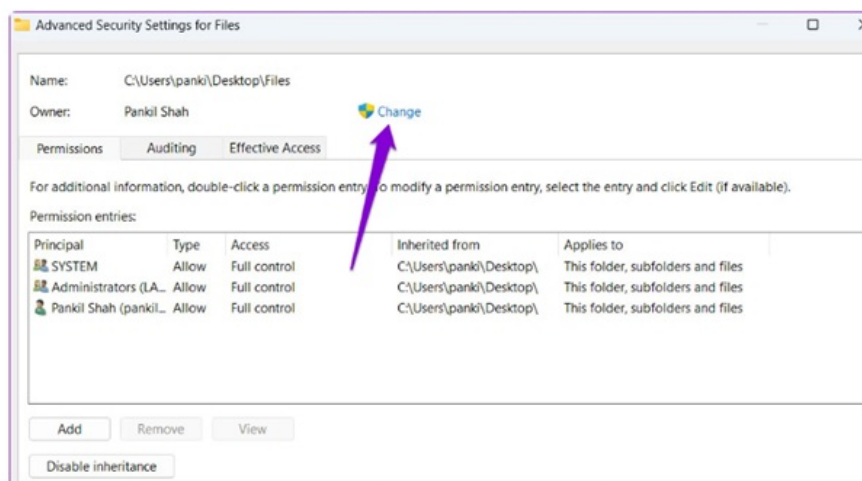 Advanced Security Settings for Files
Name: C:\Users\panki\Desktop\Files
Owner: Pankil Shah Change
Permissions Auditing Effective Access
For additional information, double-click a permission entry. To modify a permission entry, select the entry and click Edit (if available).
Permission entries:
Principal Type Access Inherited from Applies to
SYSTEM Allow Full control C:\Users\panki\Desktop\ This folder, subfolders and files
Administrators (LA... Allow Full control C:\Users\panki\Desktop\ This folder, subfolders and files
Pankil Shah (pankil... Allow Full control C:\Users\panki\Desktop\ This folder, subfolders and files
Add Remove View
Disable inheritance